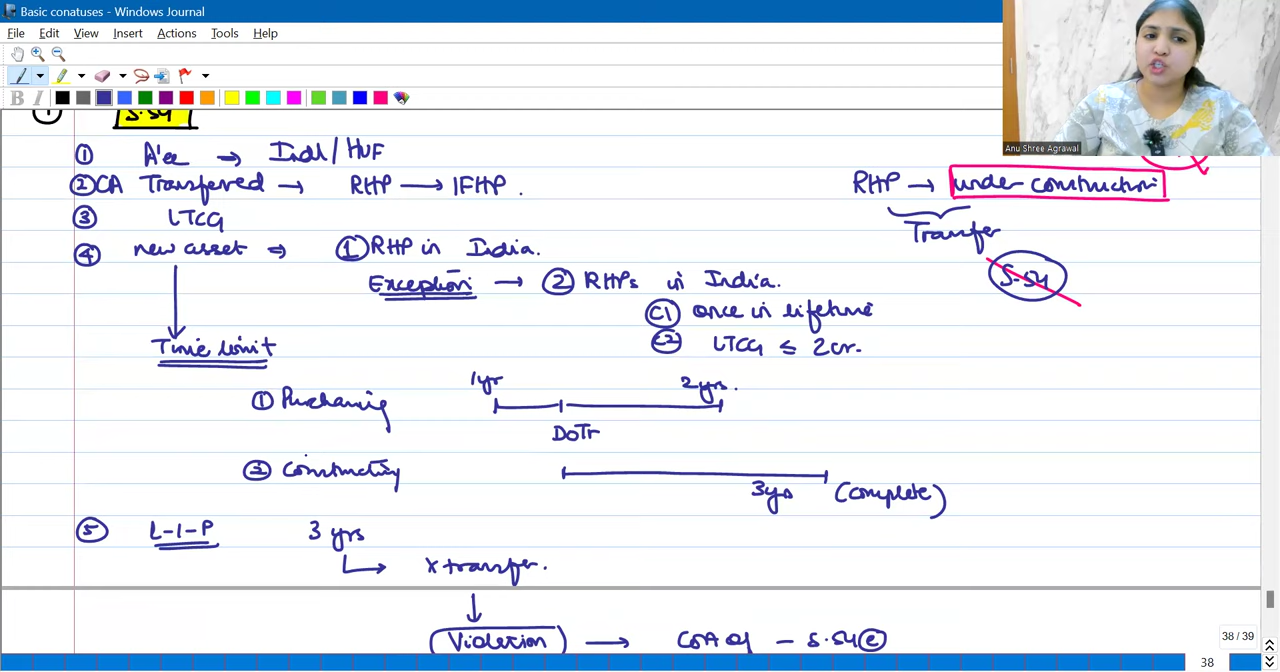 Basic conatuses - Windows Journal
File Edit View Insert Actions Tools Help
B I
Anu Shree Agrawal
① S.54
① A'ee → Indl/HUF
② CA Transferred → RHP → IFHP.
RHP → under construction
Transfer
S-54
③ LTCG
④ new asset ⇒ ① RHP in India.
Exception → ② RHPs in India.
C1 once in lifetime
C2 LTCG ≤ 2cr.
Time limit
① Purchasing 1yr 2yrs.
DoTr
② Constructing
3yrs (complete)
⑤ L-I-P 3 yrs
↳ x transfer.
↓
(Violation) → COA ↓ - S.54 ⓔ
38 / 39
38